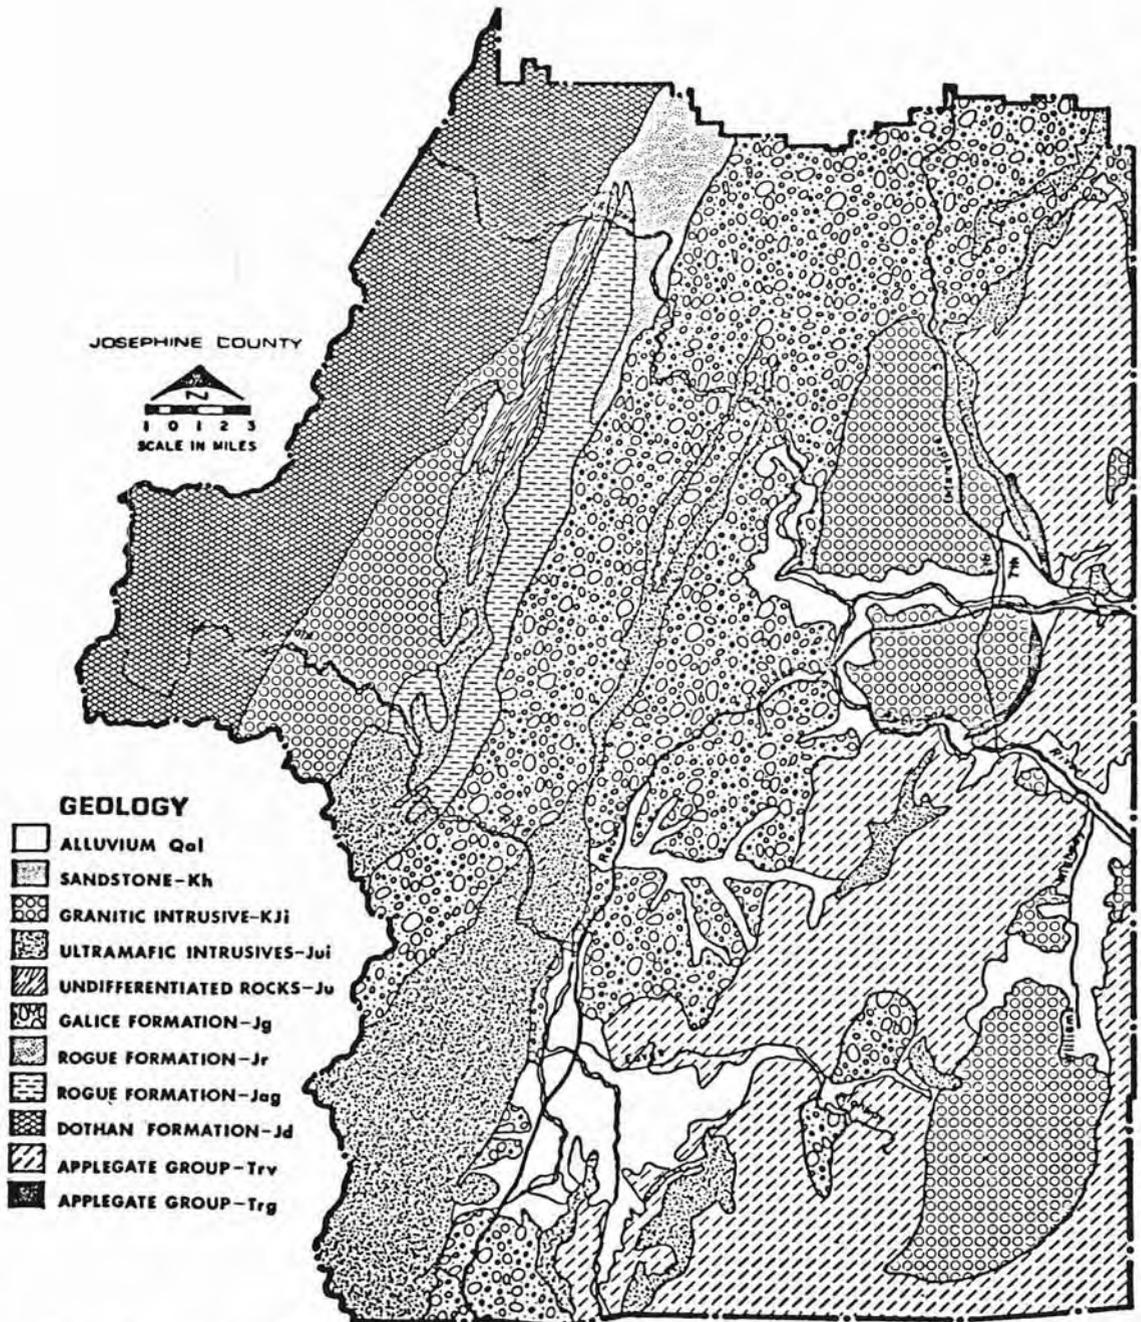 JOSEPHINE COUNTY
N
1 0 1 2 3
SCALE IN MILES
GEOLOGY
ALLUVIUM Qal
SANDSTONE-Kh
GRANITIC INTRUSIVE-KJi
ULTRAMAFIC INTRUSIVES-Jui
UNDIFFERENTIATED ROCKS-Ju
GALICE FORMATION-Jg
ROGUE FORMATION-Jr
ROGUE FORMATION-Jag
DOTHAN FORMATION-Jd
APPLEGATE GROUP-Trv
APPLEGATE GROUP-Trg
7th
Williams